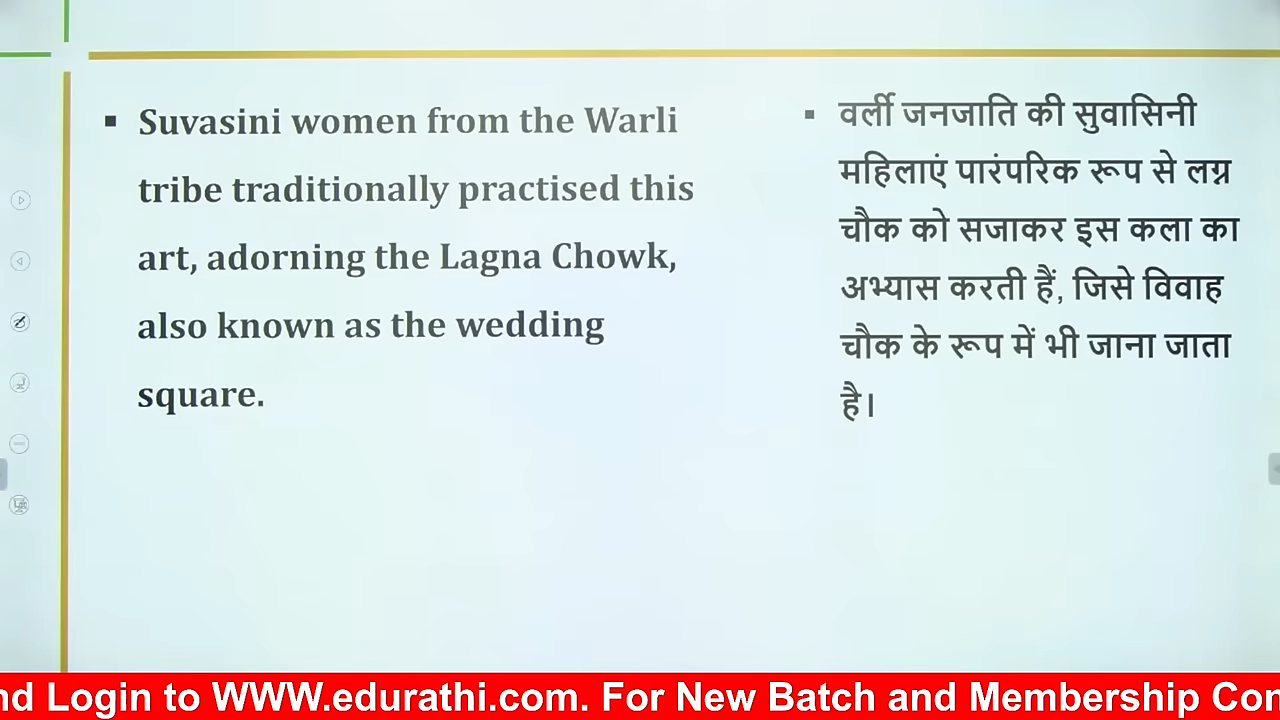 ▪ Suvasini women from the Warli
tribe traditionally practised this
art, adorning the Lagna Chowk,
also known as the wedding
square.
▪ वर्ली जनजाति की सुवासिनी
महिलाएं पारंपरिक रूप से लग्न
चौक को सजाकर इस कला का
अभ्यास करती हैं, जिसे विवाह
चौक के रूप में भी जाना जाता
है।
nd Login to WWW.edurathi.com. For New Batch and Membership Con